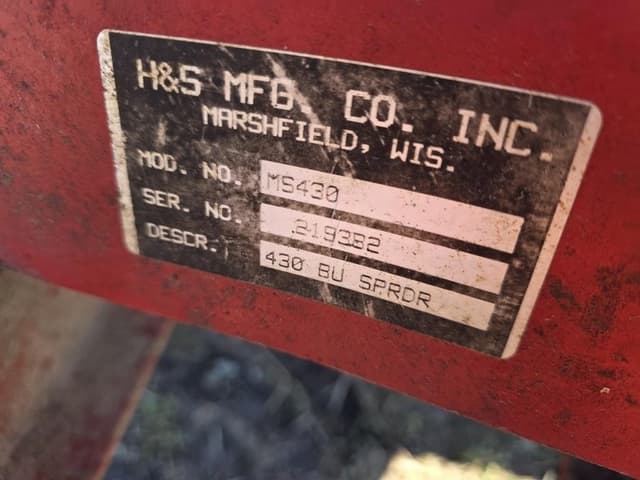 H&S MFG. CO. INC.
MARSHFIELD, WIS.
MOD. NO. MS430
SER. NO. 219382
DESCR. 430 BU SPRDR